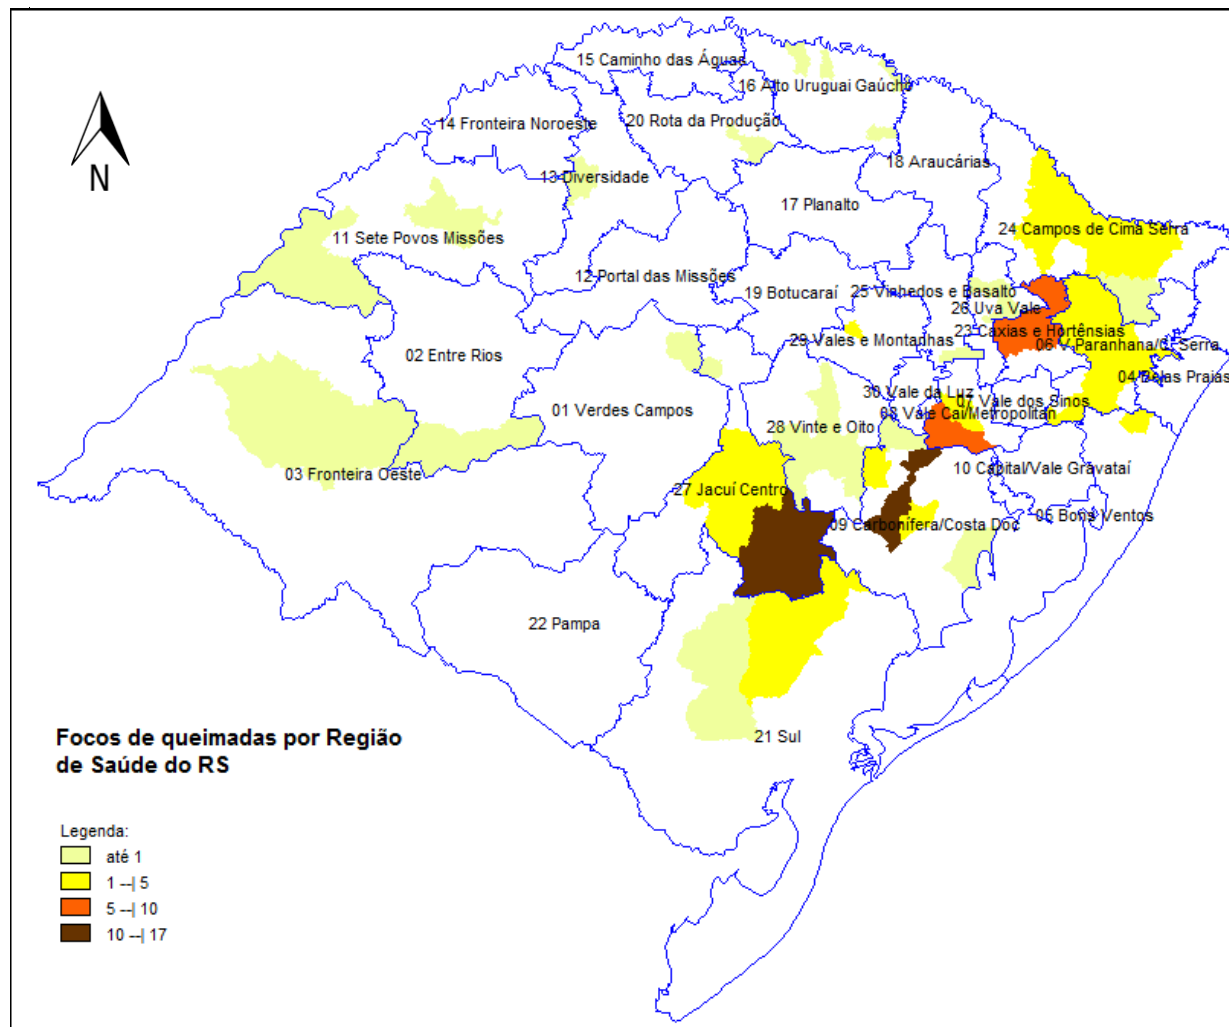 15 Caminho das Águas
16 Alto Uruguai Gaúcho
14 Fronteira Noroeste
20 Rota da Produção
18 Araucárias
13 Diversidade
N
17 Planalto
24 Campos de Cima Serra
11 Sete Povos Missões
12 Portal das Missões
19 Botucaraí
25 Vinhedos e Basalto
26 Uva Vale
23 Caxias e Hortênsias
29 Vales e Montanhas
06 V Paranhana/C. Serra
02 Entre Rios
04 Belas Praias
30 Vale da Luz
07 Vale dos Sinos
01 Verdes Campos
08 Vale Caí/Metropolitan
28 Vinte e Oito
10 Capital/Vale Gravataí
03 Fronteira Oeste
27 Jacuí Centro
05 Bons Ventos
09 Carbonífera/Costa Doc
22 Pampa
21 Sul
Focos de queimadas por Região
de Saúde do RS
Legenda:
até 1
1 --| 5
5 --| 10
10 --| 17